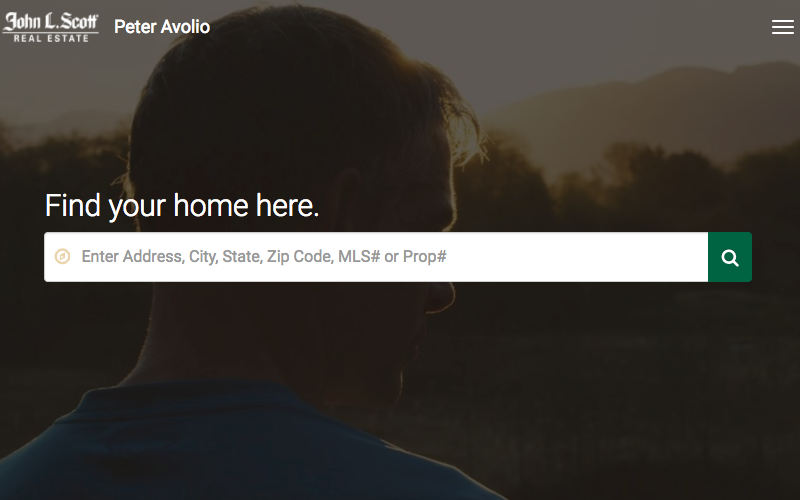 John L. Scott
REAL ESTATE
Peter Avolio
Find your home here.
Enter Address, City, State, Zip Code, MLS# or Prop#